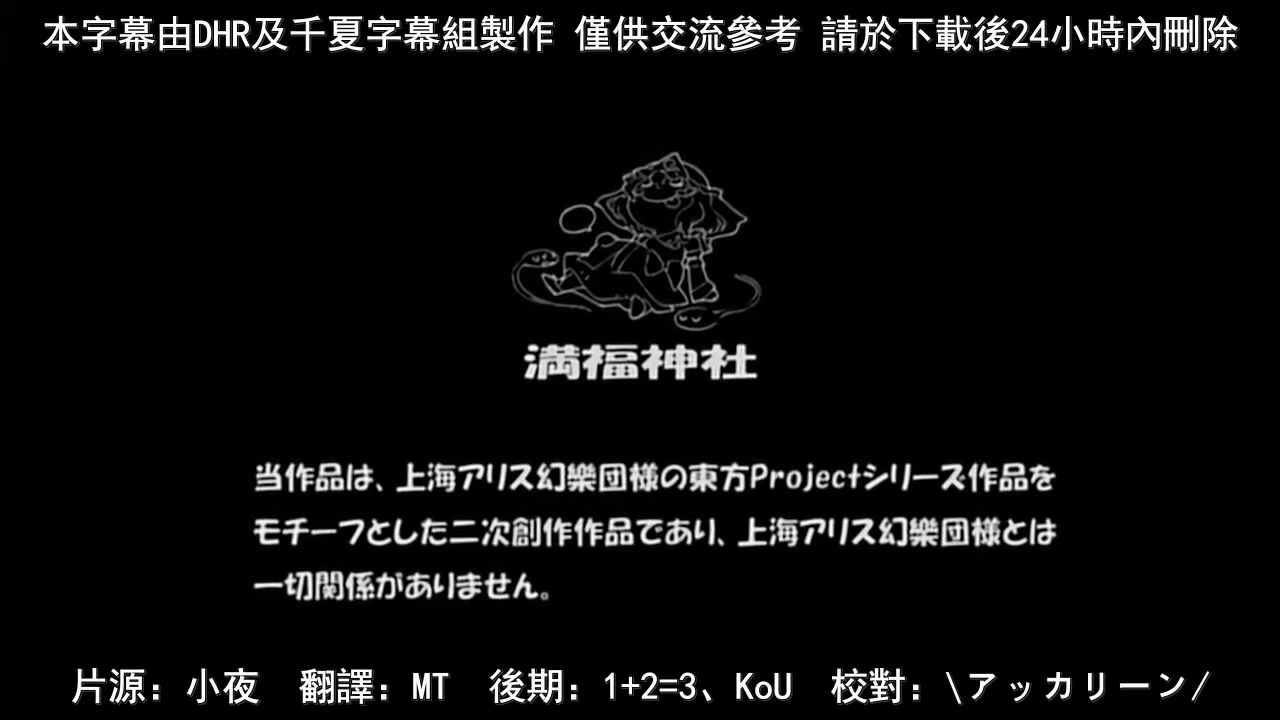 本字幕由DHR及千夏字幕組製作 僅供交流參考 請於下載後24小時內刪除
満福神社
当作品は、上海アリス幻樂団様の東方Projectシリーズ作品を
モチーフとした二次創作作品であり、上海アリス幻樂団様とは
一切関係がありません。
片源：小夜　翻譯：MT　後期：1+2=3、KoU　校對：\アッカリーン/